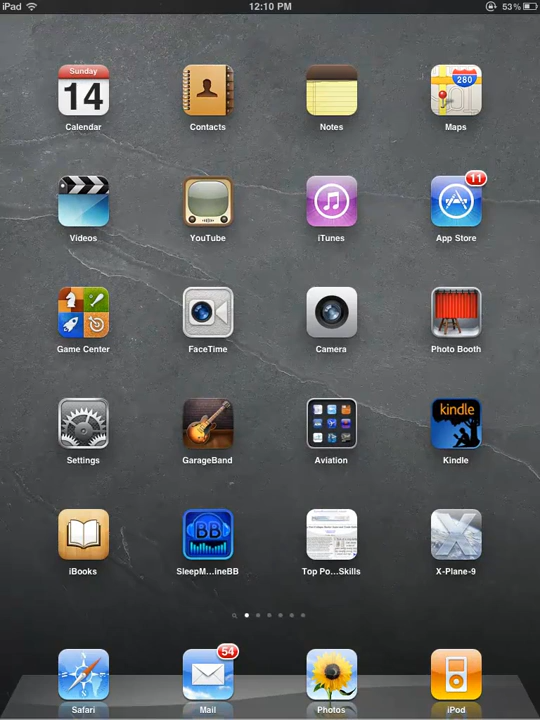 iPad 12:10 PM 53%
Sunday
14
280
Calendar Contacts Notes Maps
11
Videos YouTube iTunes App Store
Game Center FaceTime Camera Photo Booth
kindle
Settings GarageBand Aviation Kindle
BB
X
iBooks SleepM...ineBB Top Po...Skills X-Plane-9
54
Safari Mail Photos iPod